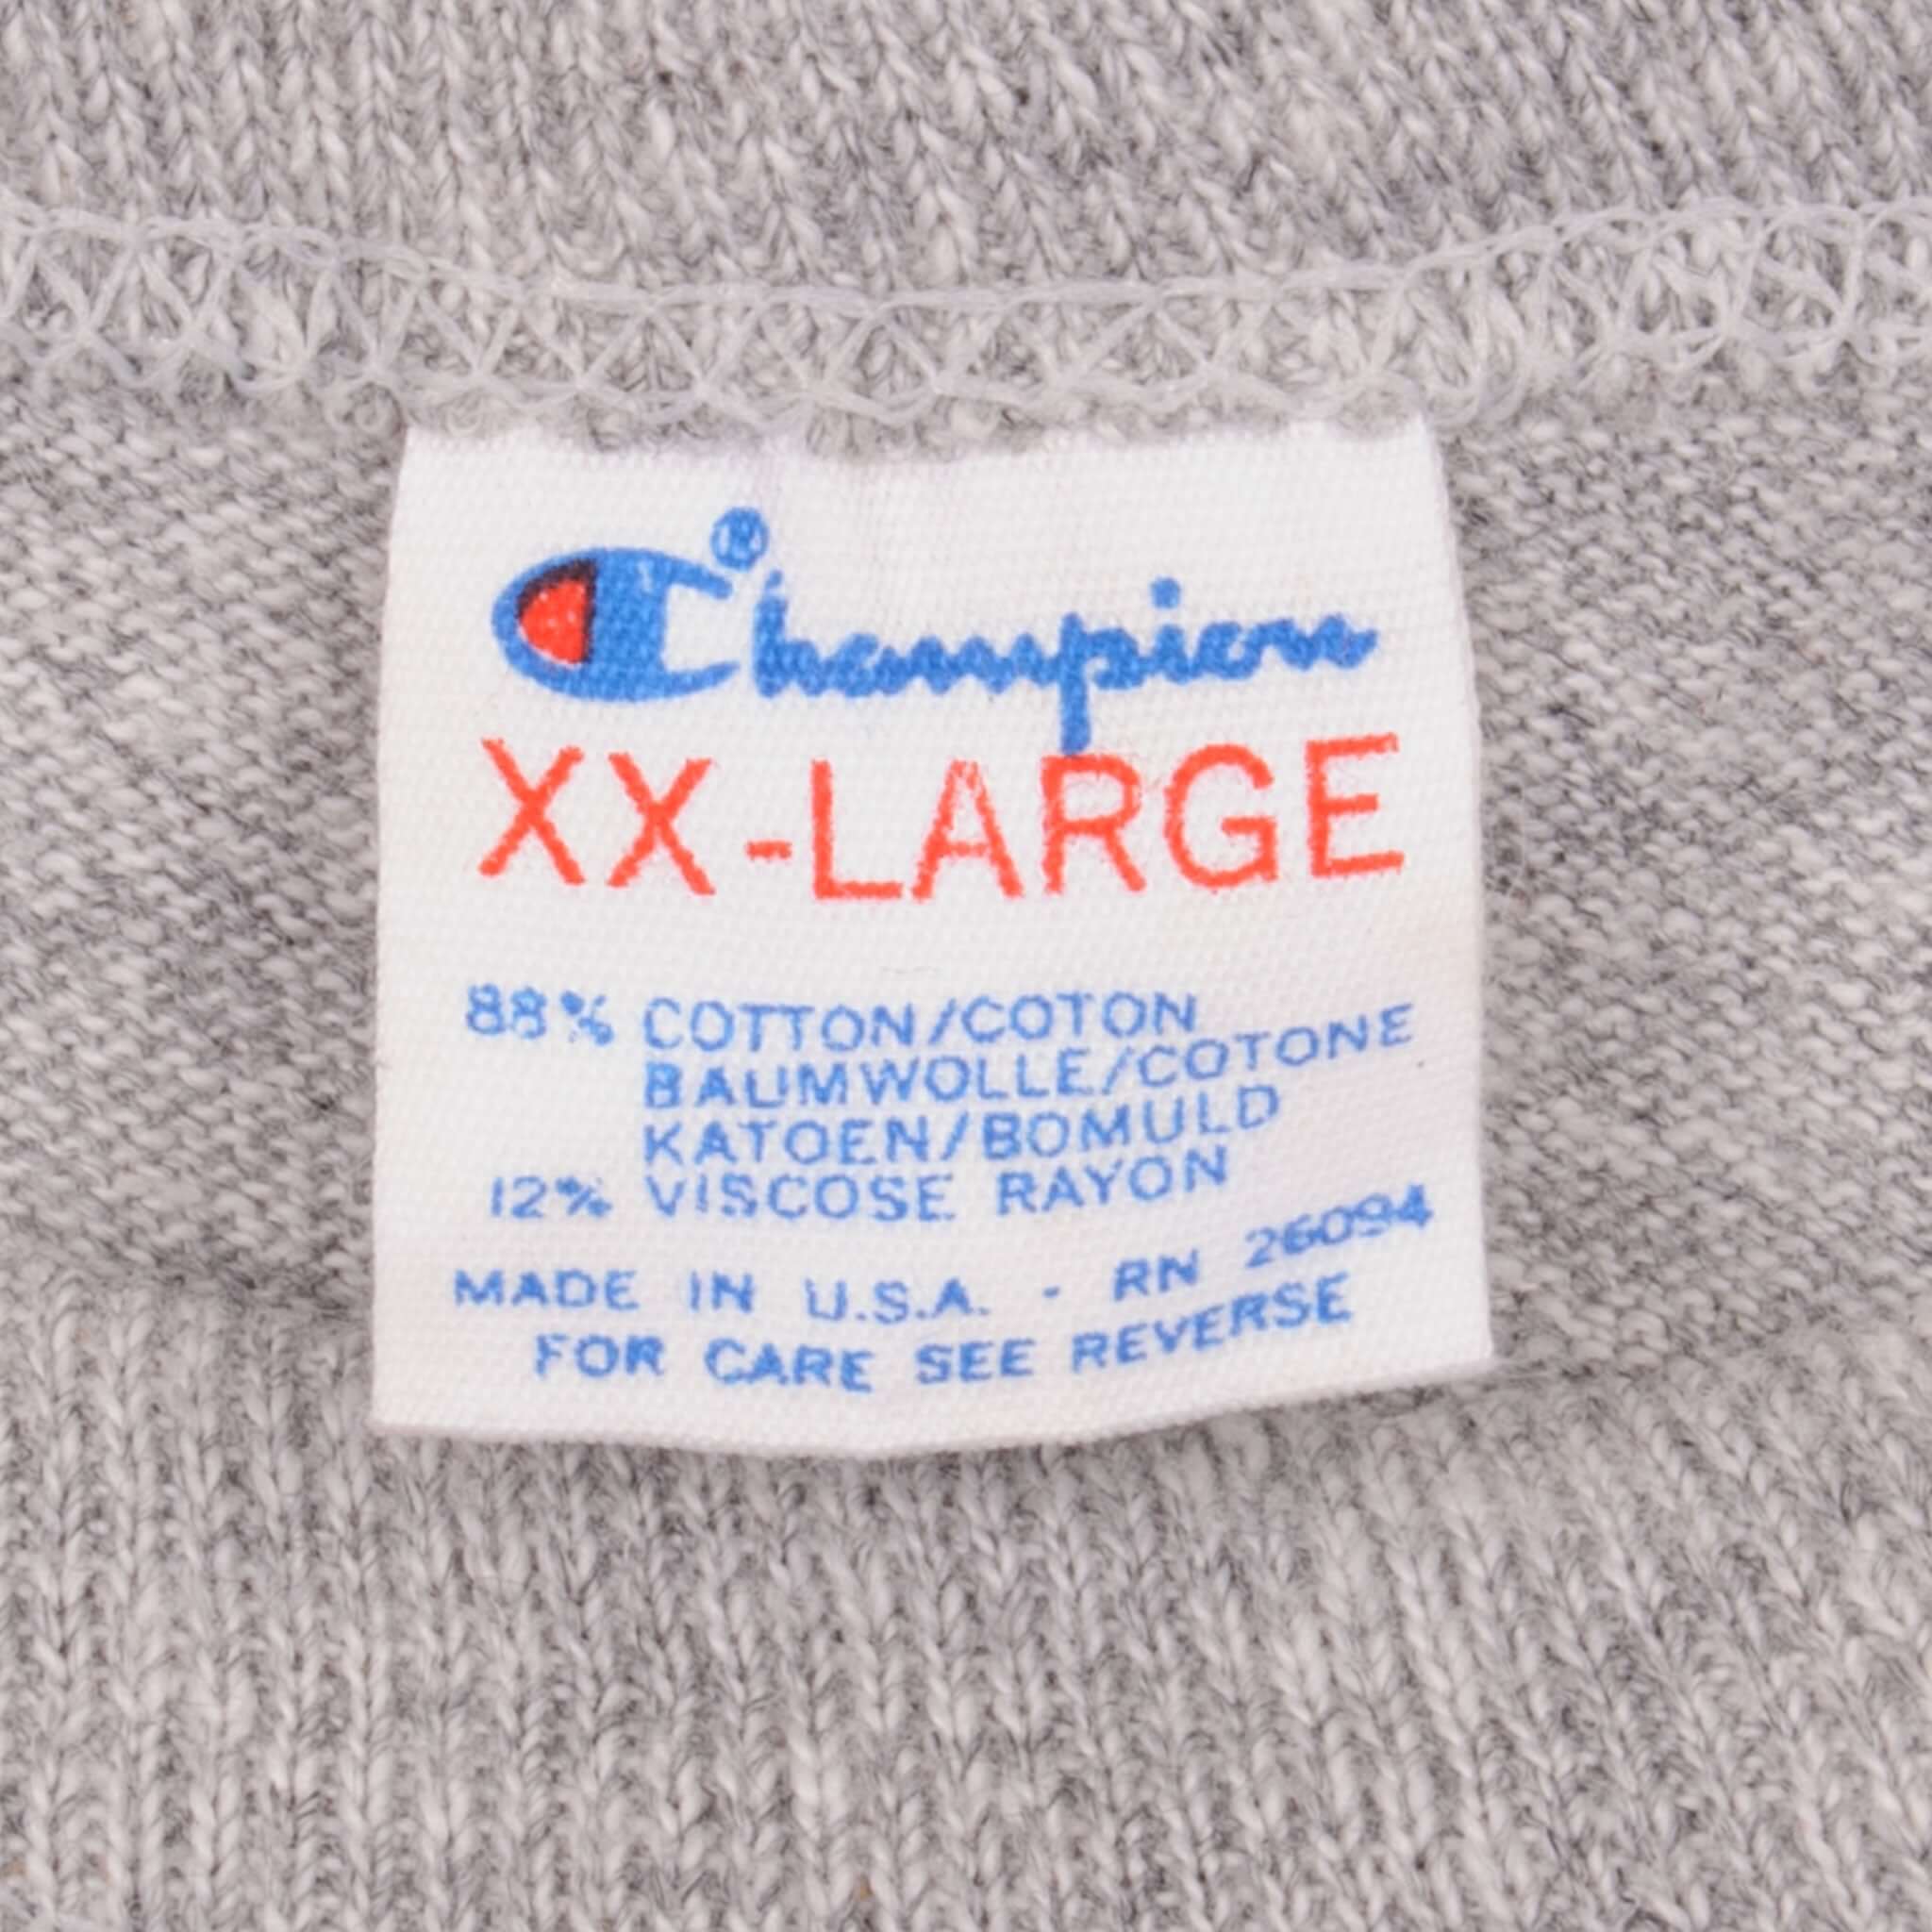 Champion®
XX-LARGE
88% COTTON/COTON
BAUMWOLLE/COTONE
KATOEN/BOMULD
12% VISCOSE RAYON
MADE IN U.S.A. - RN 26094
FOR CARE SEE REVERSE